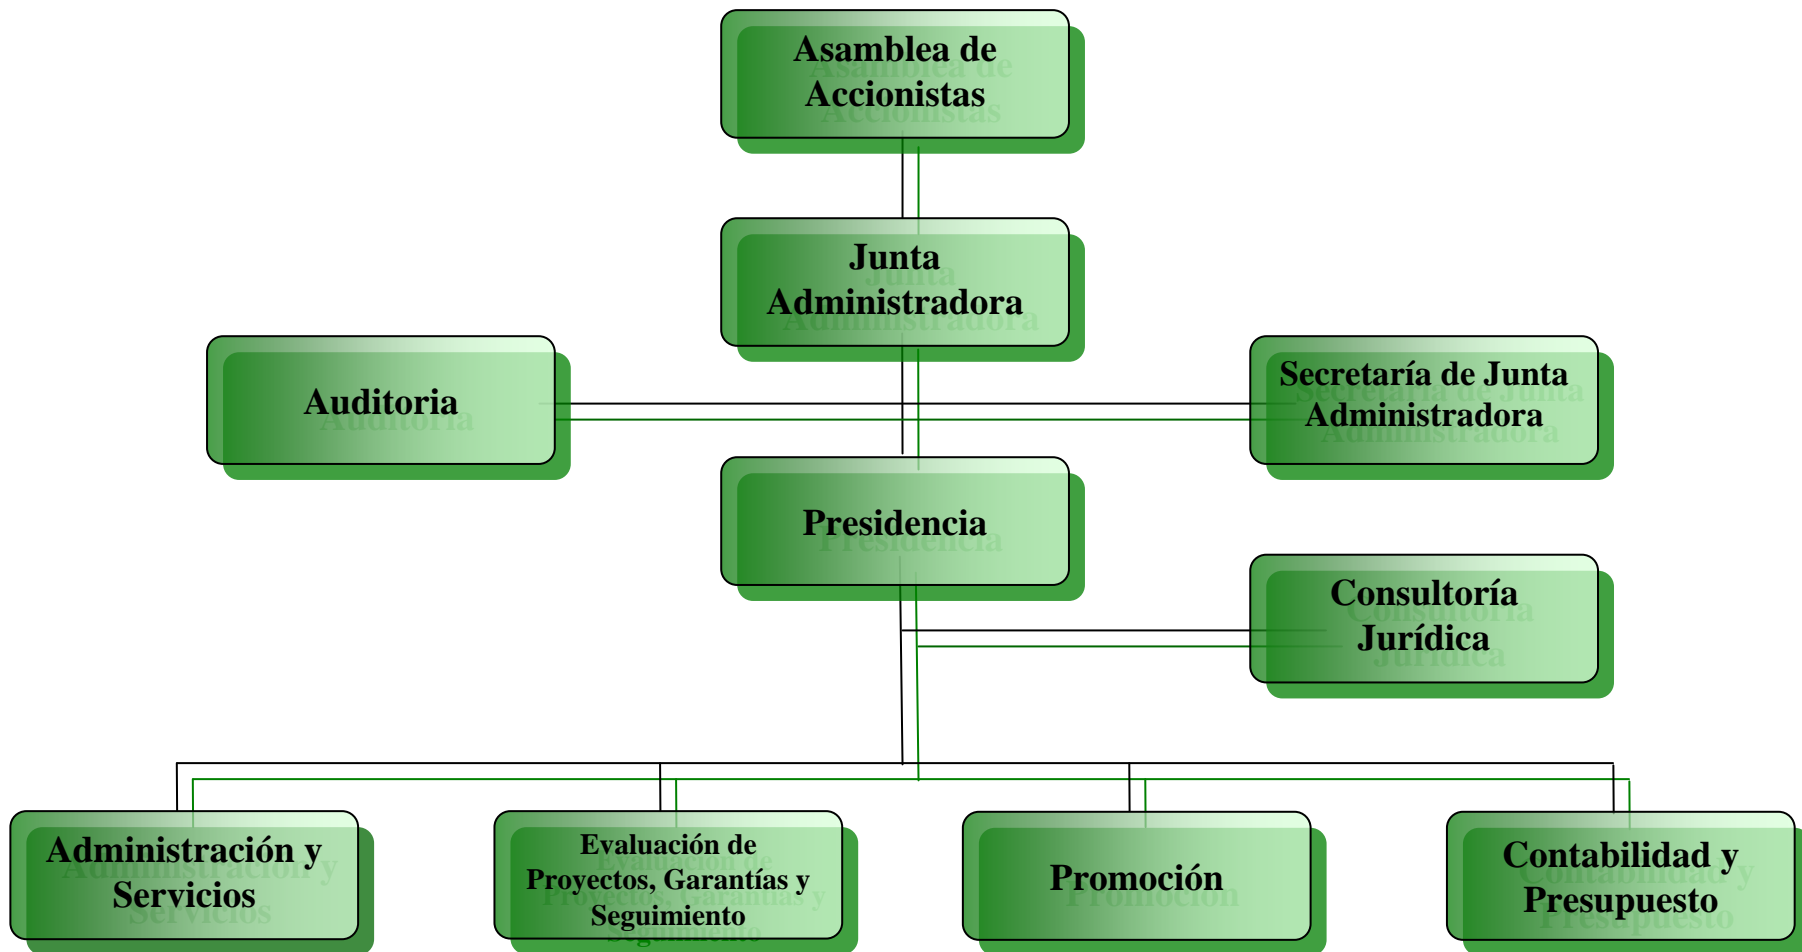 Asamblea de
Accionistas
Junta
Administradora
Auditoria
Secretaría de Junta
Administradora
Presidencia
Consultoría
Jurídica
Administración y
Servicios
Evaluación de
Proyectos, Garantías y
Seguimiento
Promoción
Contabilidad y
Presupuesto